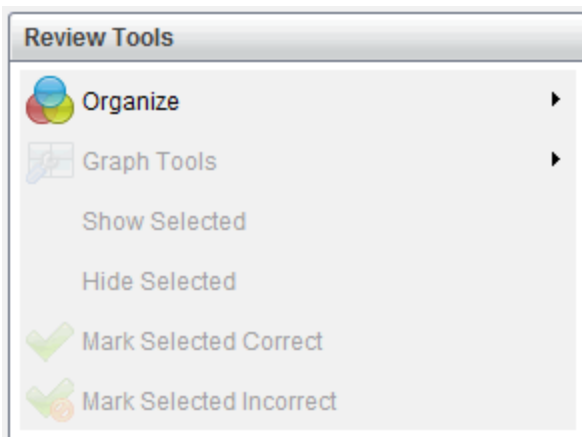 Review Tools
Organize
Graph Tools
Show Selected
Hide Selected
Mark Selected Correct
Mark Selected Incorrect